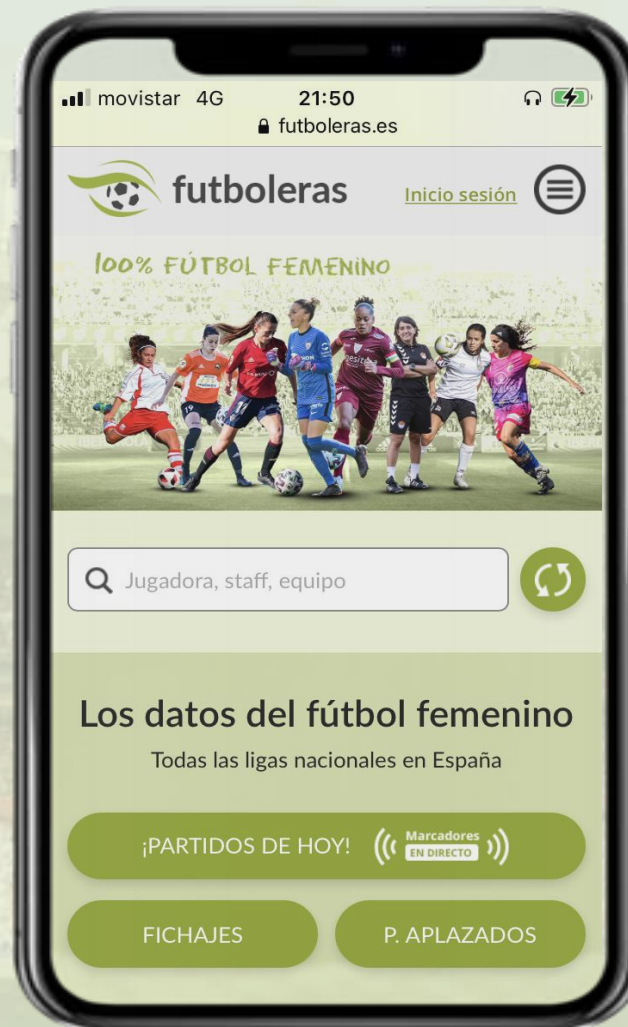 movistar 4G 21:50
futboleras.es
futboleras Inicio sesión
100% FÚTBOL FEMENINO
Jugadora, staff, equipo
Los datos del fútbol femenino
Todas las ligas nacionales en España
¡PARTIDOS DE HOY! Marcadores
EN DIRECTO
FICHAJES P. APLAZADOS